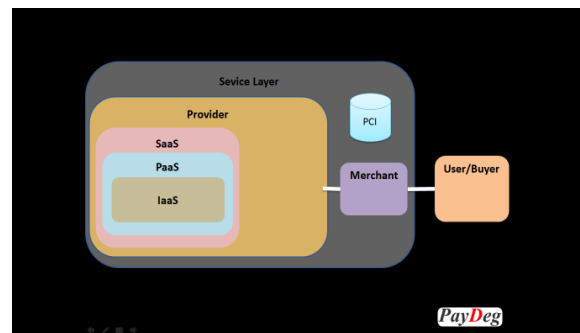 Sevice Layer
Provider
PCI
SaaS
PaaS
Merchant
User/Buyer
IaaS
PayDeg